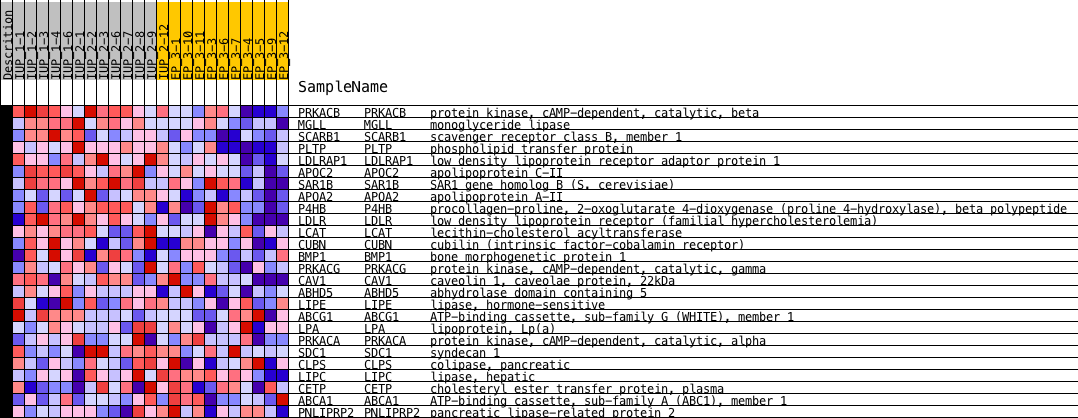 Descrition
IUP_1-1
IUP_1-2
IUP_1-3
IUP_1-4
IUP_1-6
IUP_2-1
IUP_2-2
IUP_2-3
IUP_2-6
IUP_2-7
IUP_2-8
IUP_2-9
IUP_2-12
EP_3-1
EP_3-10
EP_3-11
EP_3-3
EP_3-6
EP_3-7
EP_3-4
EP_3-5
EP_3-9
EP_3-12
SampleName
PRKACB PRKACB protein kinase, cAMP-dependent, catalytic, beta
MGLL MGLL monoglyceride lipase
SCARB1 SCARB1 scavenger receptor class B, member 1
PLTP PLTP phospholipid transfer protein
LDLRAP1 LDLRAP1 low density lipoprotein receptor adaptor protein 1
APOC2 APOC2 apolipoprotein C-II
SAR1B SAR1B SAR1 gene homolog B (S. cerevisiae)
APOA2 APOA2 apolipoprotein A-II
P4HB P4HB procollagen-proline, 2-oxoglutarate 4-dioxygenase (proline 4-hydroxylase), beta polypeptide
LDLR LDLR low density lipoprotein receptor (familial hypercholesterolemia)
LCAT LCAT lecithin-cholesterol acyltransferase
CUBN CUBN cubilin (intrinsic factor-cobalamin receptor)
BMP1 BMP1 bone morphogenetic protein 1
PRKACG PRKACG protein kinase, cAMP-dependent, catalytic, gamma
CAV1 CAV1 caveolin 1, caveolae protein, 22kDa
ABHD5 ABHD5 abhydrolase domain containing 5
LIPE LIPE lipase, hormone-sensitive
ABCG1 ABCG1 ATP-binding cassette, sub-family G (WHITE), member 1
LPA LPA lipoprotein, Lp(a)
PRKACA PRKACA protein kinase, cAMP-dependent, catalytic, alpha
SDC1 SDC1 syndecan 1
CLPS CLPS colipase, pancreatic
LIPC LIPC lipase, hepatic
CETP CETP cholesteryl ester transfer protein, plasma
ABCA1 ABCA1 ATP-binding cassette, sub-family A (ABC1), member 1
PNLIPRP2 PNLIPRP2 pancreatic lipase-related protein 2